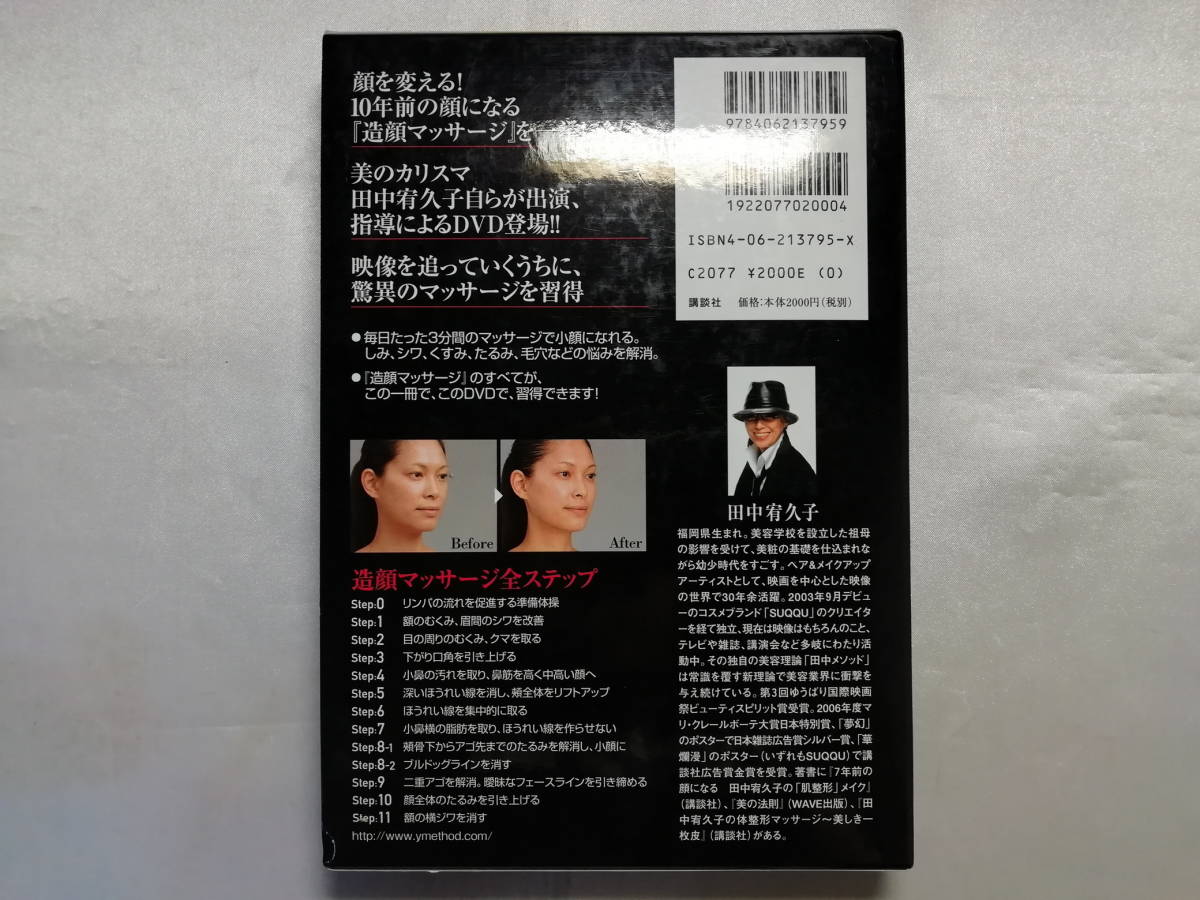 顔を変える!
10年前の顔になる
『造顔マッサージ』を
美のカリスマ
田中宥久子自らが出演、
指導によるDVD登場!!
映像を追っていくうちに、
驚異のマッサージを習得
●毎日たった3分間のマッサージで小顔になれる。
しみ、シワ、くすみ、たるみ、毛穴などの悩みを解消。
●『造顔マッサージ』のすべてが、
この一冊で、このDVDで、習得できます!
Before
After
造顔マッサージ全ステップ
Step:0 リンパの流れを促進する準備体操
Step:1 額のむくみ、眉間のシワを改善
Step:2 目の周りのむくみ、クマを取る
Step:3 下がり口角を引き上げる
Step:4 小鼻の汚れを取り、鼻筋を高く中高い顔へ
Step:5 深いほうれい線を消し、頬全体をリフトアップ
Step:6 ほうれい線を集中的に取る
Step:7 小鼻横の脂肪を取り、ほうれい線を作らせない
Step:8-1 頬骨下からアゴ先までのたるみを解消し、小顔に
Step:8-2 ブルドッグラインを消す
Step:9 二重アゴを解消。曖昧なフェースラインを引き締める
Step:10 顔全体のたるみを引き上げる
Step:11 額の横ジワを消す
http://www.ymethod.com/
9784062137959
1922077020004
ISBN4-06-213795-X
C2077 ¥2000E (0)
講談社 価格:本体2000円(税別)
田中宥久子
福岡県生まれ。美容学校を設立した祖母
の影響を受けて、美粧の基礎を仕込まれな
がら幼少時代をすごす。ヘア&メイクアップ
アーティストとして、映画を中心とした映像
の世界で30年余活躍。2003年9月デビュ
ーのコスメブランド「SUQQU」のクリエイタ
ーを経て独立、現在は映像はもちろんのこと、
テレビや雑誌、講演会など多岐にわたり活
動中。その独自の美容理論「田中メソッド」
は常識を覆す新理論で美容業界に衝撃を
与え続けている。第3回ゆうばり国際映画
祭ビューティスピリット賞受賞。2006年度マ
リ・クレールボーテ大賞日本特別賞、「夢幻」
のポスターで日本雑誌広告賞シルバー賞、「華
爛漫」のポスター(いずれもSUQQU)で講
談社広告賞金賞を受賞。著書に『7年前の
顔になる 田中宥久子の「肌整形」メイク』
(講談社)、『美の法則』(WAVE出版)、『田
中宥久子の体整形マッサージ〜美しき一
枚皮』(講談社)がある。